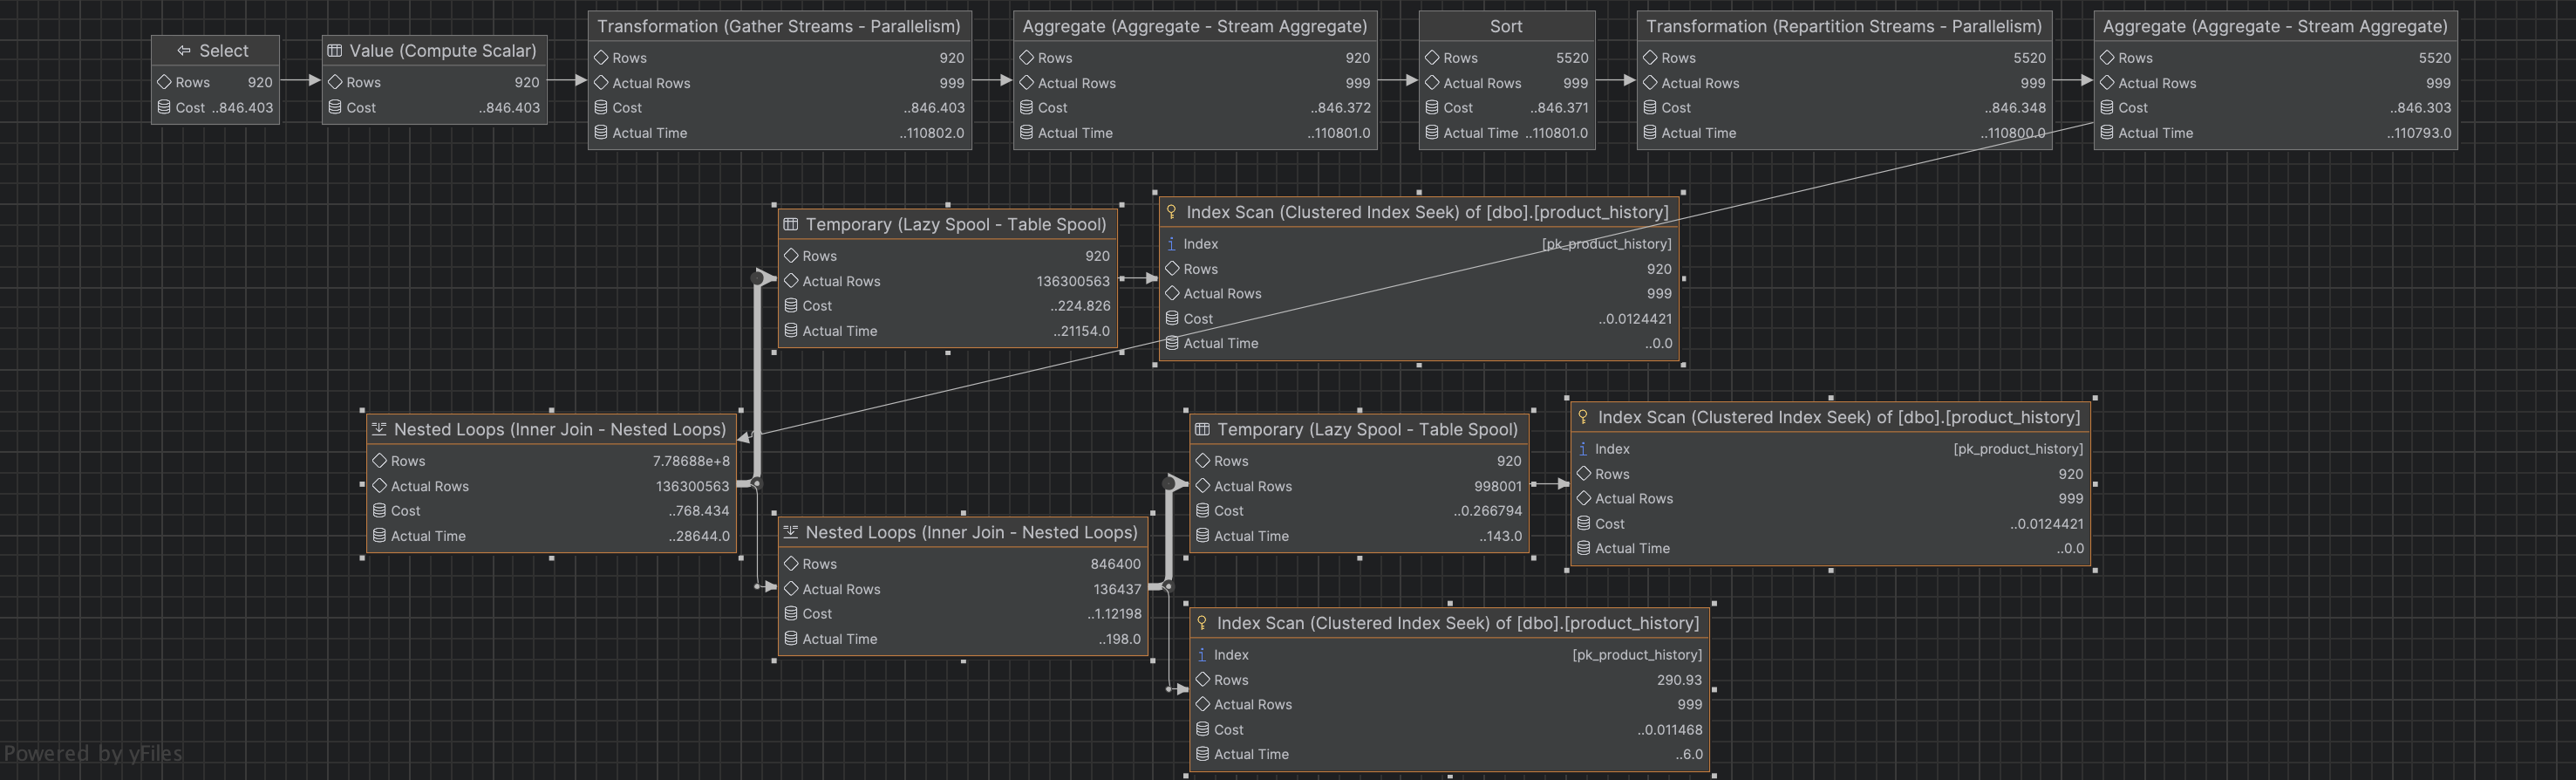 Select
Rows 920
Cost ..846.403
Value (Compute Scalar)
Rows 920
Cost ..846.403
Transformation (Gather Streams - Parallelism)
Rows 920
Actual Rows 999
Cost ..846.403
Actual Time ..110802.0
Aggregate (Aggregate - Stream Aggregate)
Rows 920
Actual Rows 999
Cost ..846.372
Actual Time ..110801.0
Sort
Rows 5520
Actual Rows 999
Cost ..846.371
Actual Time ..110801.0
Transformation (Repartition Streams - Parallelism)
Rows 5520
Actual Rows 999
Cost ..846.348
Actual Time ..110800.0
Aggregate (Aggregate - Stream Aggregate)
Rows 5520
Actual Rows 999
Cost ..846.303
Actual Time ..110793.0
Temporary (Lazy Spool - Table Spool)
Rows 920
Actual Rows 136300563
Cost ..224.826
Actual Time ..21154.0
Index Scan (Clustered Index Seek) of [dbo].[product_history]
Index [pk_product_history]
Rows 920
Actual Rows 999
Cost ..0.0124421
Actual Time ..0.0
Nested Loops (Inner Join - Nested Loops)
Rows 7.78688e+8
Actual Rows 136300563
Cost ..768.434
Actual Time ..28644.0
Temporary (Lazy Spool - Table Spool)
Rows 920
Actual Rows 998001
Cost ..0.266794
Actual Time ..143.0
Index Scan (Clustered Index Seek) of [dbo].[product_history]
Index [pk_product_history]
Rows 920
Actual Rows 999
Cost ..0.0124421
Actual Time ..0.0
Nested Loops (Inner Join - Nested Loops)
Rows 846400
Actual Rows 136437
Cost ..1.12198
Actual Time ..198.0
Index Scan (Clustered Index Seek) of [dbo].[product_history]
Index [pk_product_history]
Rows 290.93
Actual Rows 999
Cost ..0.011468
Actual Time ..6.0
Powered by yFiles